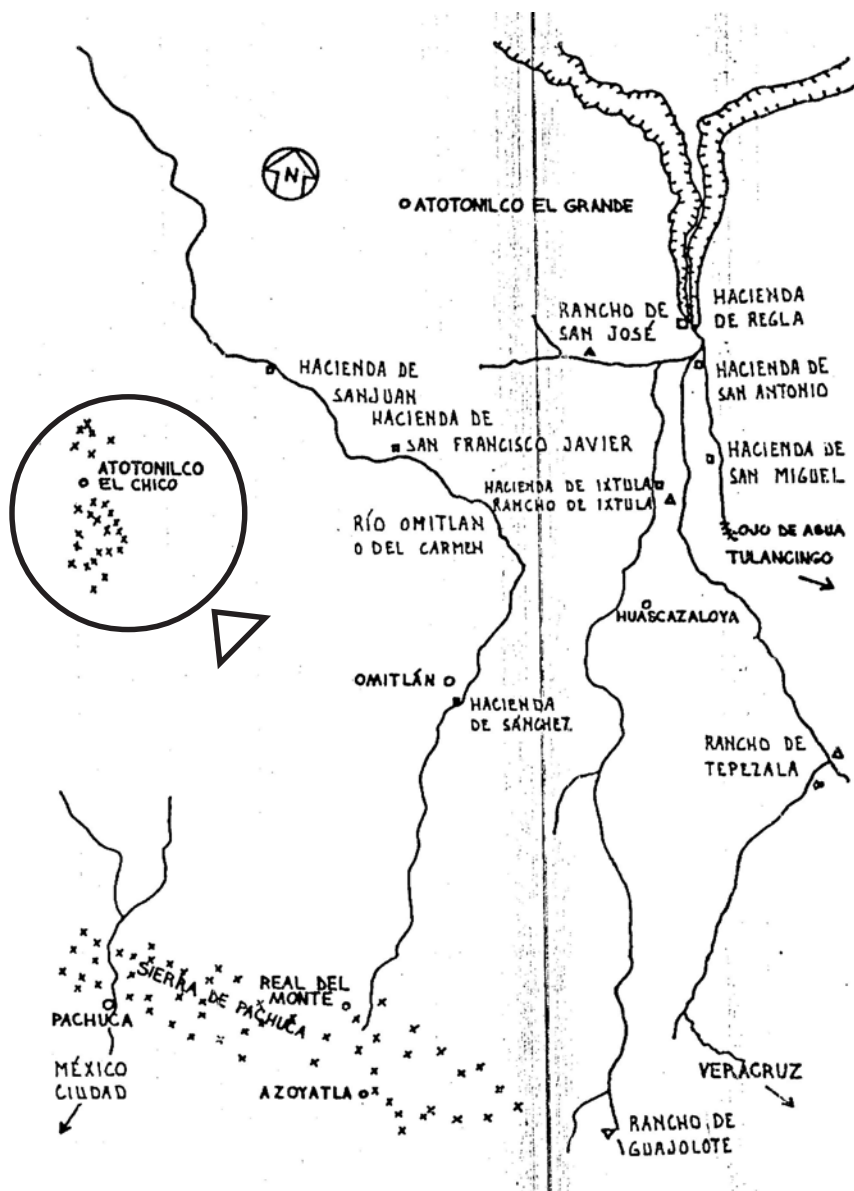 N
ATOTONILCO EL GRANDE
RANCHO DE
SAN JOSÉ
HACIENDA
DE REGLA
HACIENDA DE
SANJUAN
HACIENDA DE
SAN ANTONIO
HACIENDA DE
SAN FRANCISCO JAVIER
HACIENDA DE
SAN MIGUEL
ATOTONILCO
EL CHICO
HACIENDA DE IXTULA
RANCHO DE IXTULA
RÍO OMITLAN
O DEL CARMEN
OJO DE AGUA
TULANCINGO
HUASCAZALOYA
OMITLÁN
HACIENDA
DE SÁNCHEZ
RANCHO DE
TEPEZALA
SIERRA DE PACHUCA
REAL DEL
MONTE
PACHUCA
MÉXICO
CIUDAD
AZOYATLA
VERACRUZ
RANCHO DE
GUAJOLOTE